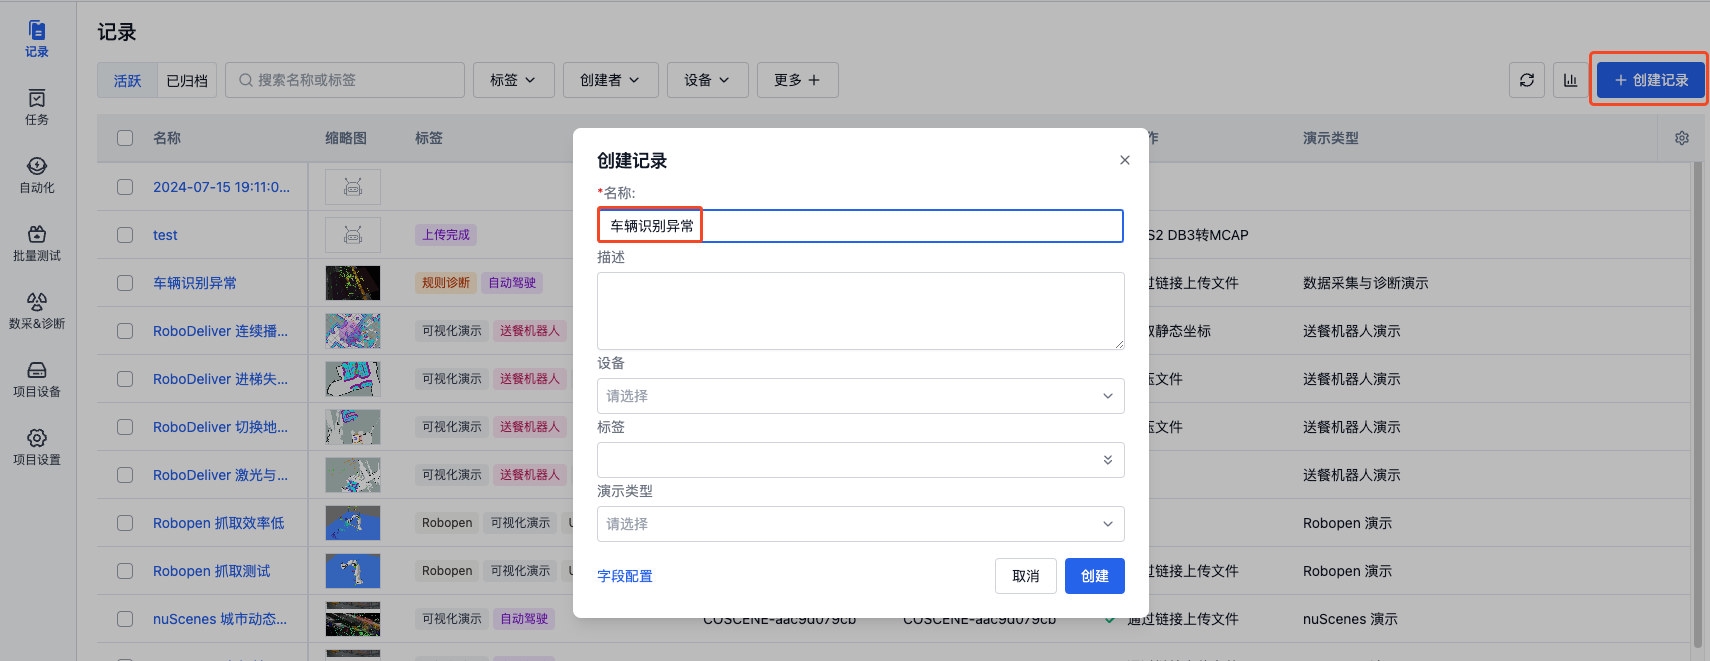 记录
任务
自动化
批量测试
数采&诊断
项目设备
项目设置
记录
活跃 已归档 搜索名称或标签 标签 创建者 设备 更多 + + 创建记录
名称 缩略图 标签 作 演示类型
2024-07-15 19:11:0...
test 上传完成 S2 DB3转MCAP
车辆识别异常 规则诊断 自动驾驶 过链接上传文件 数据采集与诊断演示
RoboDeliver 连续播... 可视化演示 送餐机器人 取静态坐标 送餐机器人演示
RoboDeliver 进梯失... 可视化演示 送餐机器人 压文件 送餐机器人演示
RoboDeliver 切换地... 可视化演示 送餐机器人 压文件 送餐机器人演示
RoboDeliver 激光与... 可视化演示 送餐机器人 送餐机器人演示
Robopen 抓取效率低 Robopen 可视化演示 Robopen 演示
Robopen 抓取测试 Robopen 可视化演示 过链接上传文件 Robopen 演示
nuScenes 城市动态... 可视化演示 自动驾驶 COSCENE-aac9d079cb COSCENE-aac9d079cb 通过链接上传文件 nuScenes 演示
创建记录
*名称:
车辆识别异常
描述
设备
请选择
标签
演示类型
请选择
字段配置 取消 创建